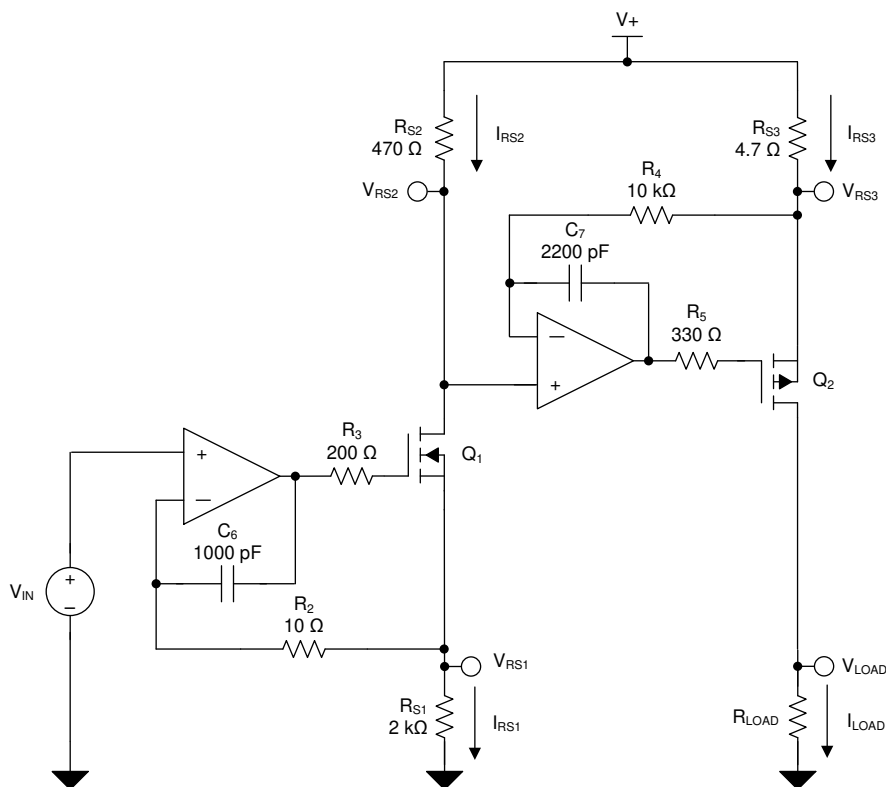 V+
RS2
470 Ω
IRS2
RS3
4.7 Ω
IRS3
VRS2
R4
10 kΩ
VRS3
C7
2200 pF
R5
330 Ω
−
+
Q2
R3
200 Ω
Q1
+
−
C6
1000 pF
VIN
+
−
R2
10 Ω
VRS1
VLOAD
RS1
2 kΩ
IRS1
RLOAD
ILOAD